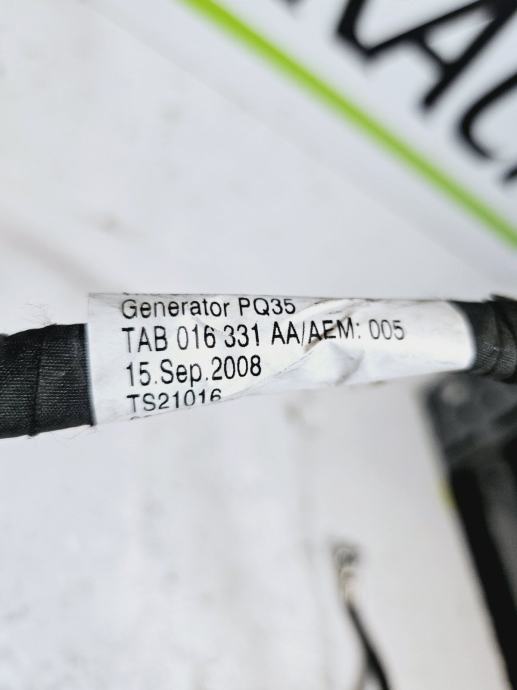 Generator PQ35
TAB 016 331 AA/AEM: 005
15.Sep.2008
TS21016